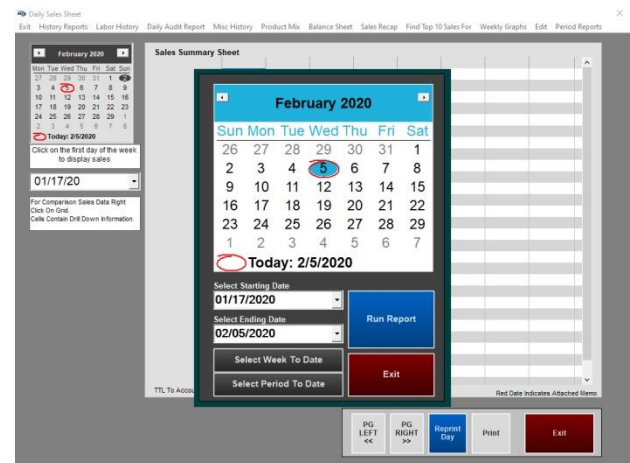 Daily Sales Sheet
Exit History Reports Labor History Daily Audit Report Misc History Product Mix Balance Sheet Sales Recap Find Top 10 Sales For Weekly Graphs Edit Period Reports
February 2020
Mon Tue Wed Thu Fri Sat Sun
27 28 29 30 31 1 2
3 4 5 6 7 8 9
10 11 12 13 14 15 16
17 18 19 20 21 22 23
24 25 26 27 28 29 1
2 3 4 5 6 7 8
Today: 2/5/2020
Click on the first day of the week
to display sales
01/17/20
For Comparison Sales Data Right
Click On Grid.
Cells Contain Drill Down Information.
Sales Summary Sheet
February 2020
Sun Mon Tue Wed Thu Fri Sat
26 27 28 29 30 31 1
2 3 4 5 6 7 8
9 10 11 12 13 14 15
16 17 18 19 20 21 22
23 24 25 26 27 28 29
1 2 3 4 5 6 7
Today: 2/5/2020
Select Starting Date
01/17/2020
Select Ending Date
02/05/2020
Run Report
Select Week To Date
Select Period To Date
Exit
TTL To Accou
Red Date Indicates Attached Memo
PG
LEFT
<<
PG
RIGHT
>>
Reprint
Day
Print
Exit